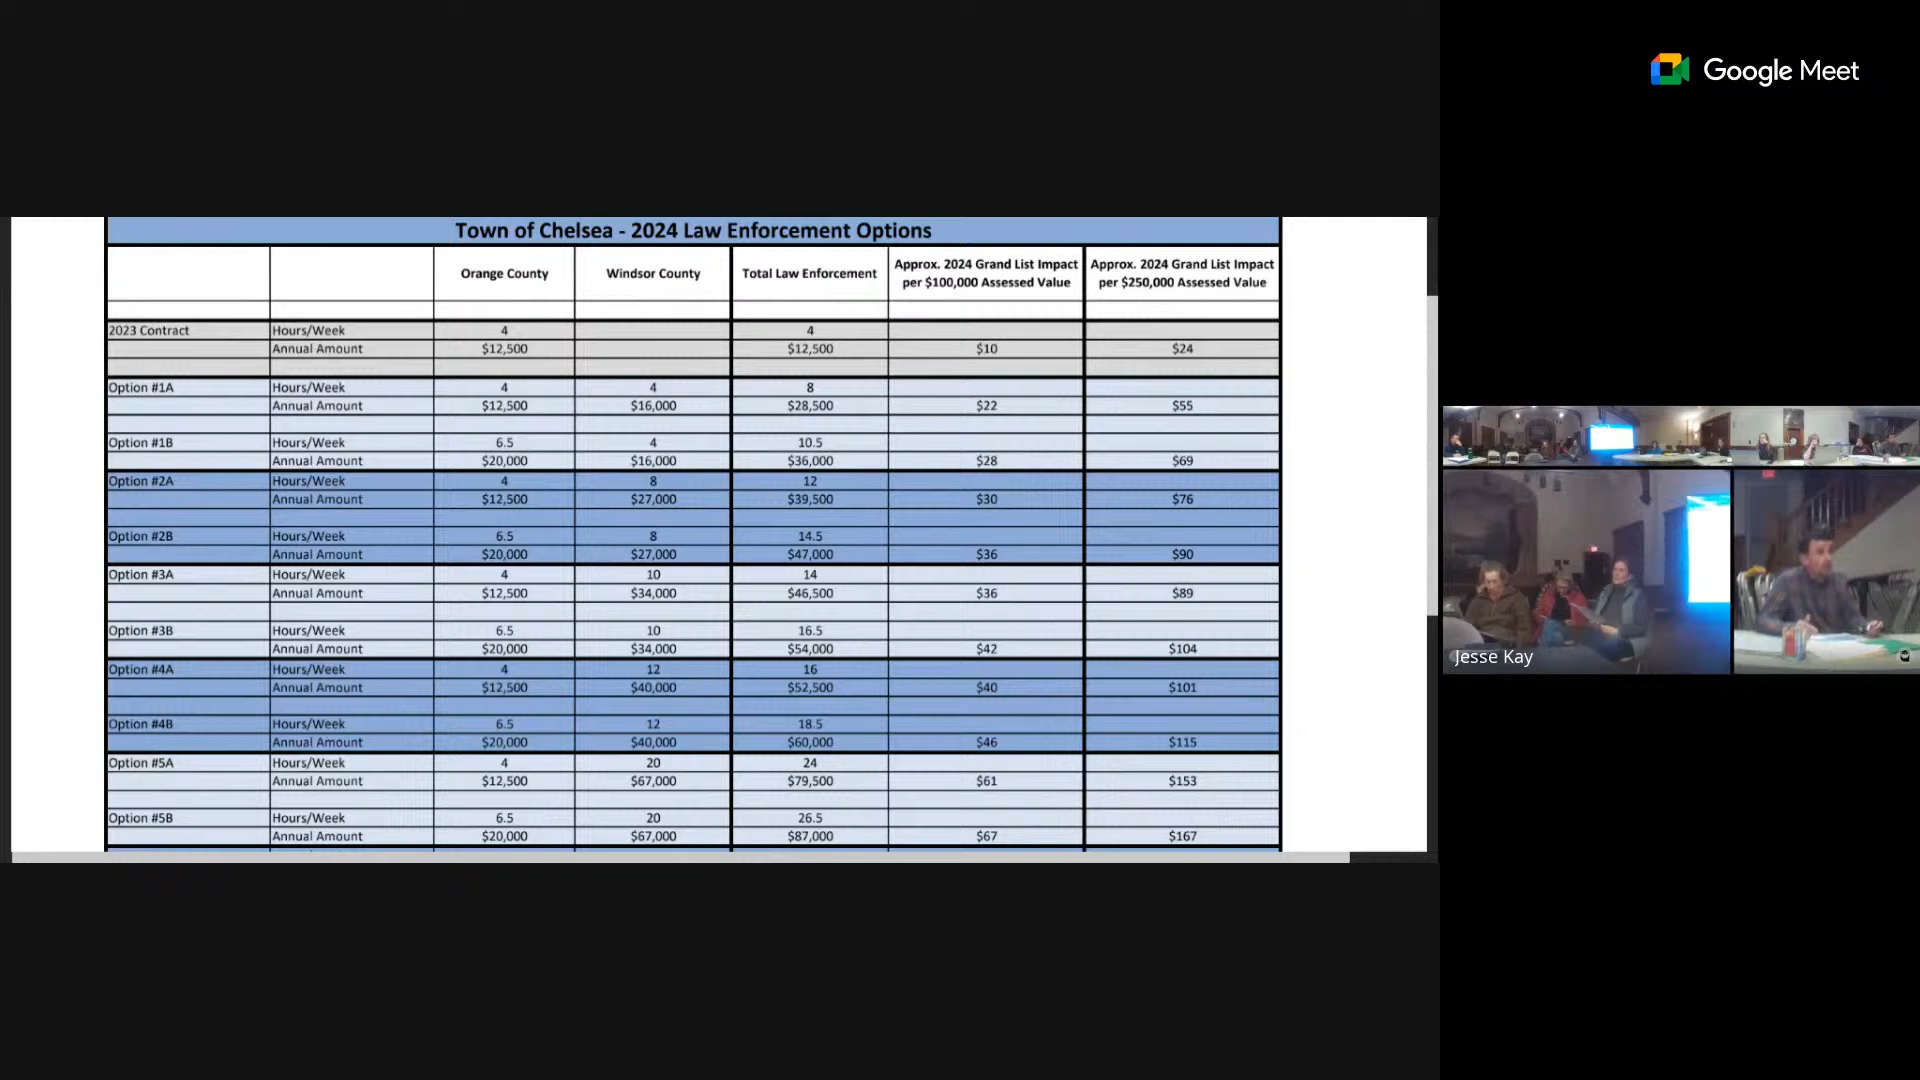 Google Meet
Town of Chelsea - 2024 Law Enforcement Options
Orange County Windsor County Total Law Enforcement Approx. 2024 Grand List Impact per $100,000 Assessed Value Approx. 2024 Grand List Impact per $250,000 Assessed Value
2023 Contract Hours/Week 4 4
Annual Amount $12,500 $12,500 $10 $24
Option #1A Hours/Week 4 4 8
Annual Amount $12,500 $16,000 $28,500 $22 $55
Option #1B Hours/Week 6.5 4 10.5
Annual Amount $20,000 $16,000 $36,000 $28 $69
Option #2A Hours/Week 4 8 12
Annual Amount $12,500 $27,000 $39,500 $30 $76
Option #2B Hours/Week 6.5 8 14.5
Annual Amount $20,000 $27,000 $47,000 $36 $90
Option #3A Hours/Week 4 10 14
Annual Amount $12,500 $34,000 $46,500 $36 $89
Option #3B Hours/Week 6.5 10 16.5
Annual Amount $20,000 $34,000 $54,000 $42 $104
Option #4A Hours/Week 4 12 16
Annual Amount $12,500 $40,000 $52,500 $40 $101
Option #4B Hours/Week 6.5 12 18.5
Annual Amount $20,000 $40,000 $60,000 $46 $115
Option #5A Hours/Week 4 20 24
Annual Amount $12,500 $67,000 $79,500 $61 $153
Option #5B Hours/Week 6.5 20 26.5
Annual Amount $20,000 $67,000 $87,000 $67 $167
Jesse Kay